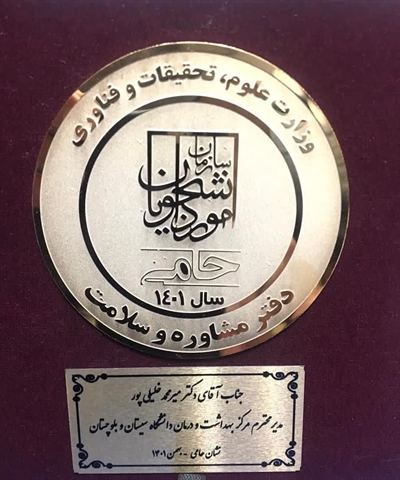 وزارت علوم، تحقیقات و فناوری
سازمان
امور دانشجویان
حامی
سال ۱۴۰۱
دفتر مشاوره و سلامت
جناب آقای دکتر میر محمد خلیلی پور
مدیر محترم مرکز بهداشت و درمان دانشگاه سیستان و بلوچستان
نشان حامی - بهمن ۱۴۰۱